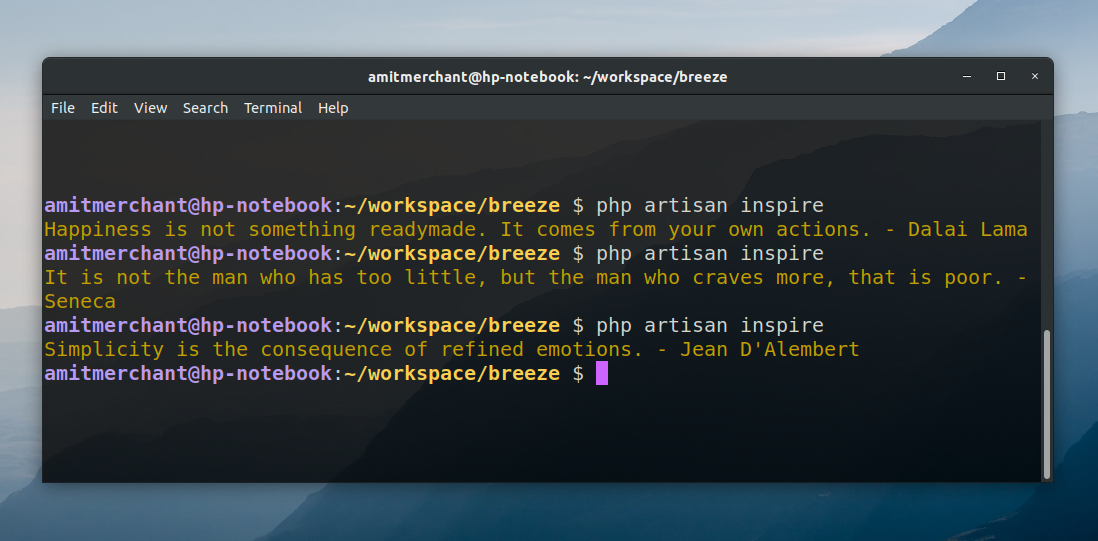 amitmerchant@hp-notebook: ~/workspace/breeze
File Edit View Search Terminal Help
amitmerchant@hp-notebook:~/workspace/breeze $ php artisan inspire
Happiness is not something readymade. It comes from your own actions. - Dalai Lama
amitmerchant@hp-notebook:~/workspace/breeze $ php artisan inspire
It is not the man who has too little, but the man who craves more, that is poor. -
Seneca
amitmerchant@hp-notebook:~/workspace/breeze $ php artisan inspire
Simplicity is the consequence of refined emotions. - Jean D'Alembert
amitmerchant@hp-notebook:~/workspace/breeze $